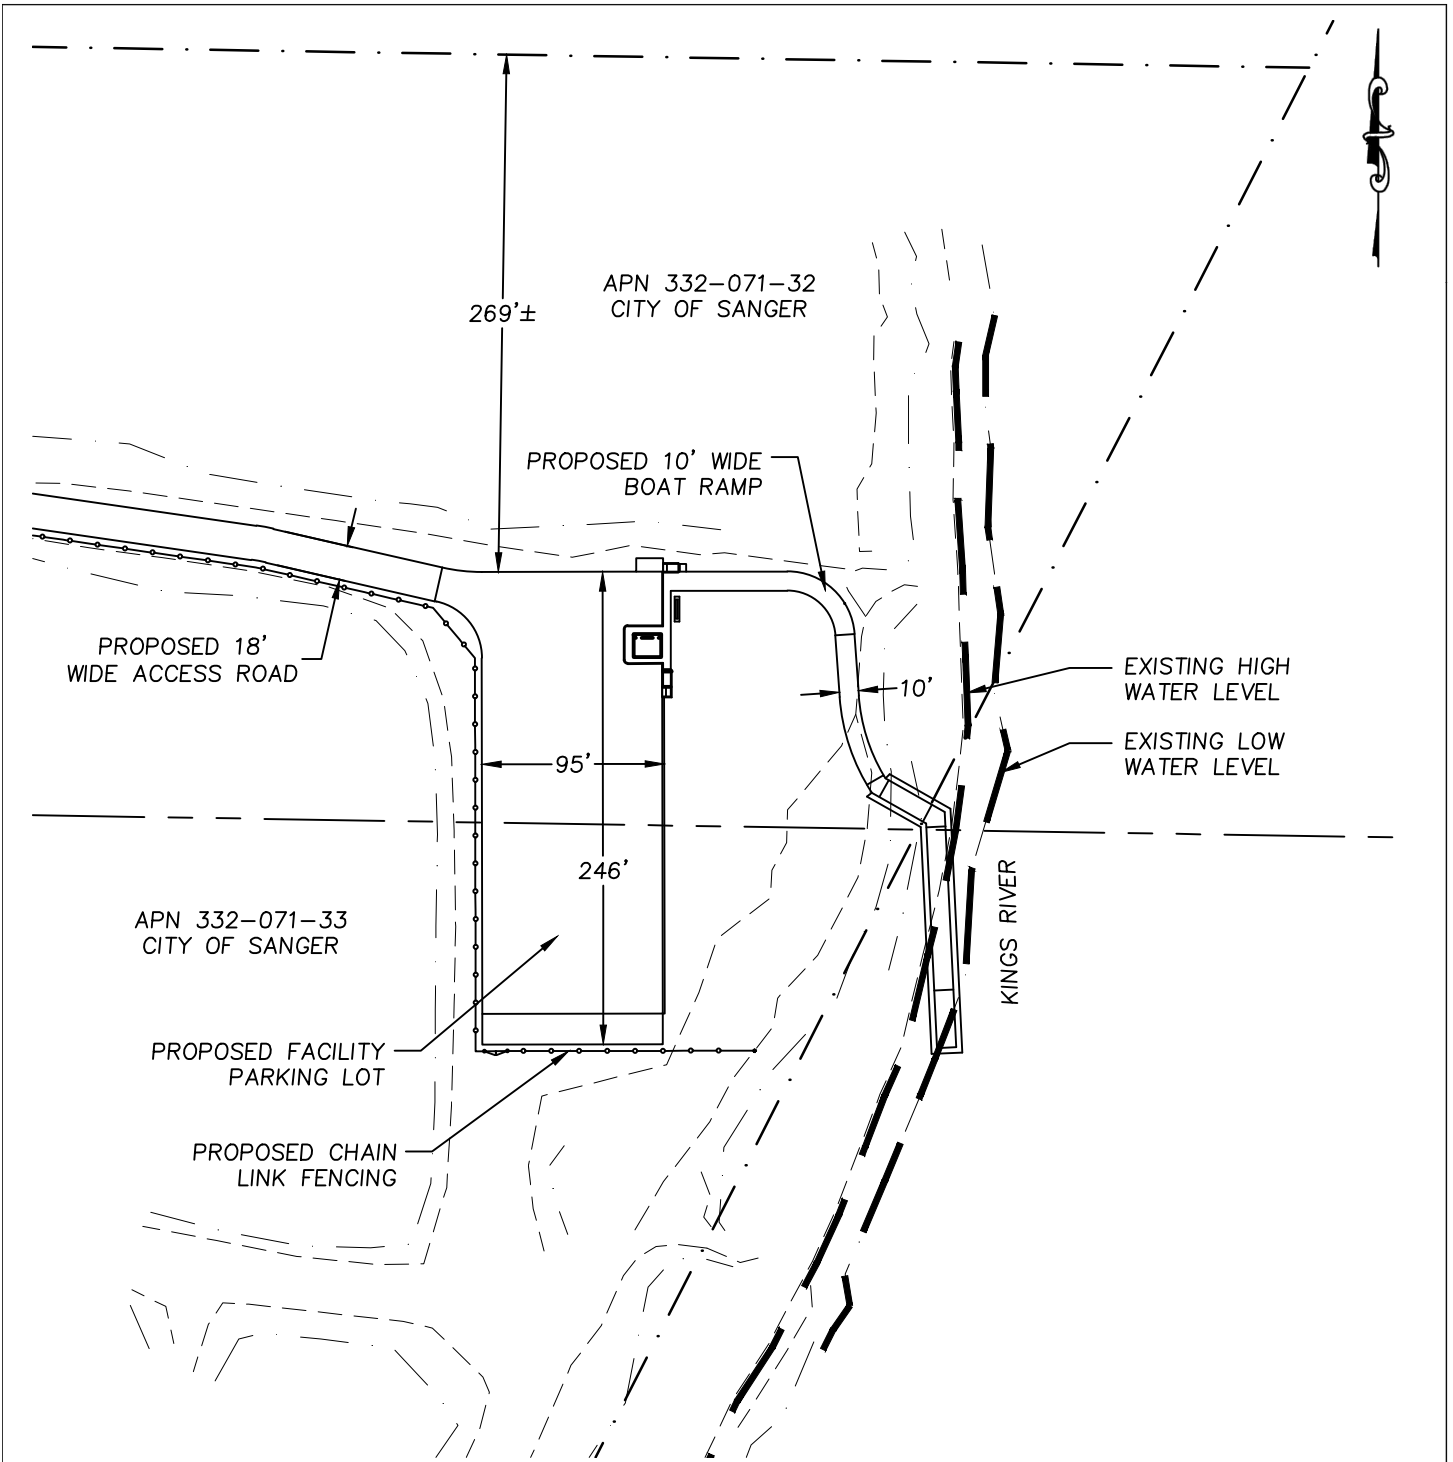 APN 332-071-32
CITY OF SANGER
269'±
PROPOSED 10' WIDE
BOAT RAMP
PROPOSED 18'
WIDE ACCESS ROAD
EXISTING HIGH
WATER LEVEL
10'
EXISTING LOW
WATER LEVEL
95'
246'
KINGS RIVER
APN 332-071-33
CITY OF SANGER
PROPOSED FACILITY
PARKING LOT
PROPOSED CHAIN
LINK FENCING